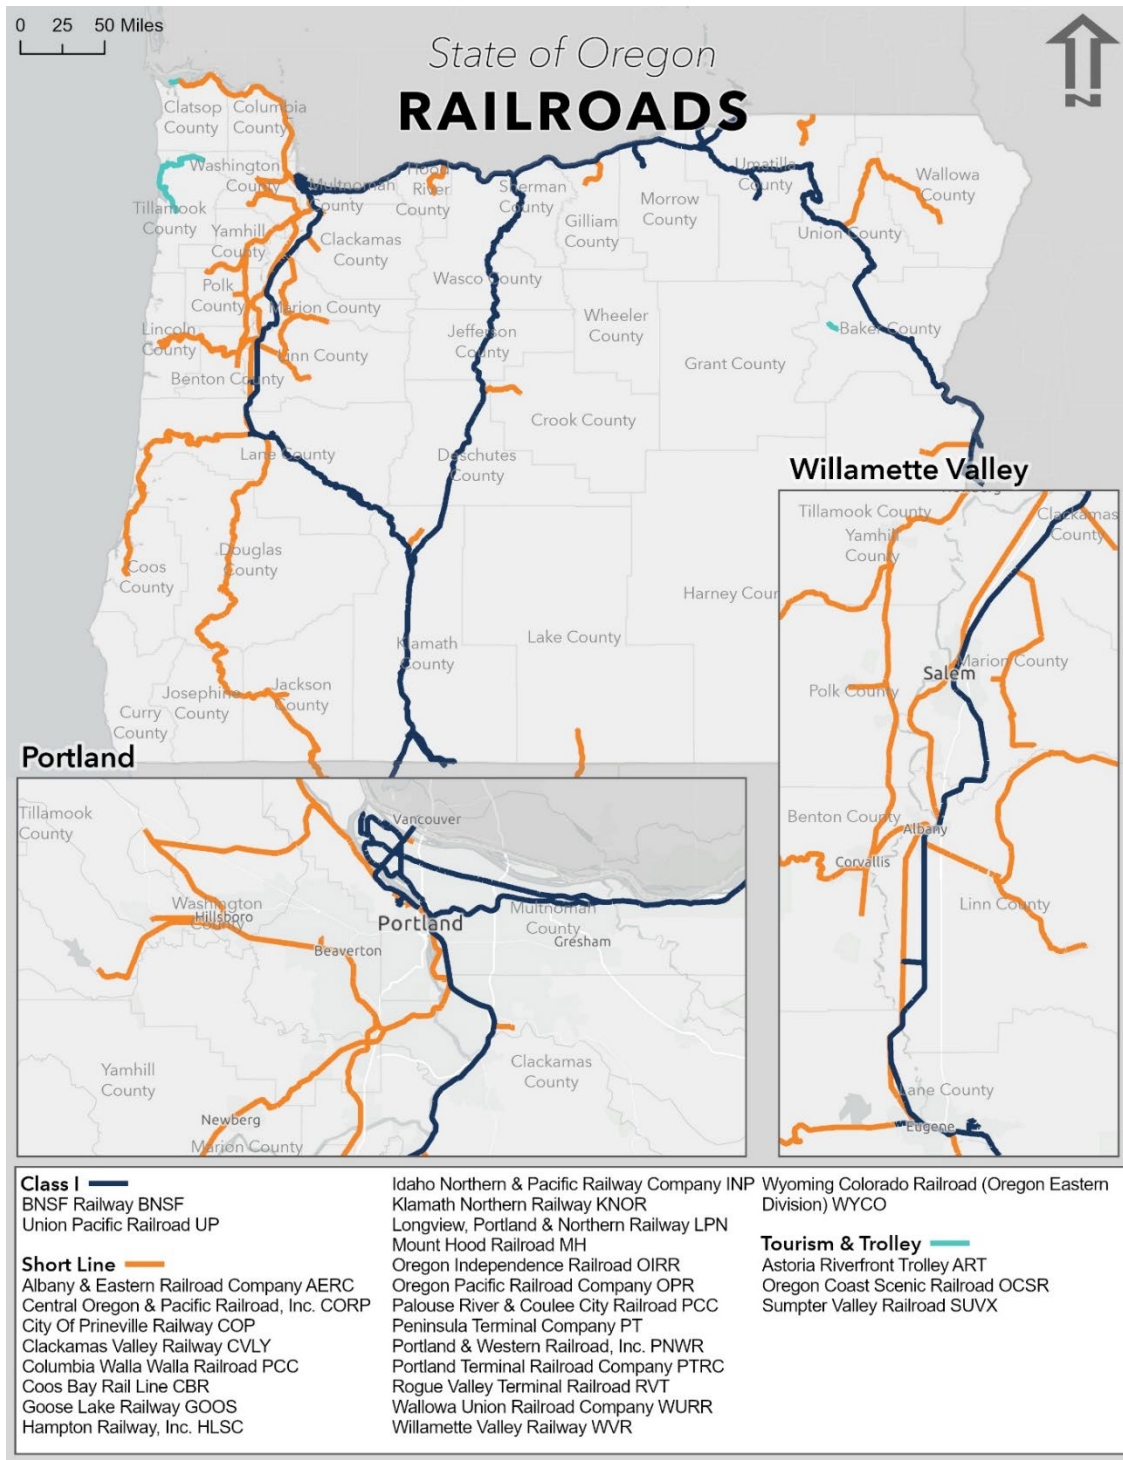 0 25 50 Miles
State of Oregon
RAILROADS
N
Clatsop
County
Columbia
County
Washington
County
Tillamook
County
Yamhill
County
Multnomah
County
Hood
River
County
Sherman
County
Clackamas
County
Gilliam
County
Morrow
County
Umatilla
County
Wallowa
County
Union County
Polk
County
Marion County
Wasco County
Wheeler
County
Jefferson
County
Lincoln
County
Linn County
Benton County
Grant County
Baker County
Crook County
Lane County
Deschutes
County
Douglas
County
Coos
County
Harney Coun
Klamath
County
Lake County
Josephine
County
Jackson
County
Curry
County
Willamette Valley
Newberg
Tillamook County
Yamhill
County
Clackamas
County
Salem
Marion County
Polk County
Benton County
Albany
Corvallis
Linn County
Lane County
Eugene
Portland
Tillamook
County
Vancouver
Washington
County
Hillsboro
Portland
Multnomah
County
Gresham
Beaverton
Yamhill
County
Clackamas
County
Newberg
Marion County
Class I
BNSF Railway BNSF
Union Pacific Railroad UP
Short Line
Albany & Eastern Railroad Company AERC
Central Oregon & Pacific Railroad, Inc. CORP
City Of Prineville Railway COP
Clackamas Valley Railway CVLY
Columbia Walla Walla Railroad PCC
Coos Bay Rail Line CBR
Goose Lake Railway GOOS
Hampton Railway, Inc. HLSC
Idaho Northern & Pacific Railway Company INP
Klamath Northern Railway KNOR
Longview, Portland & Northern Railway LPN
Mount Hood Railroad MH
Oregon Independence Railroad OIRR
Oregon Pacific Railroad Company OPR
Palouse River & Coulee City Railroad PCC
Peninsula Terminal Company PT
Portland & Western Railroad, Inc. PNWR
Portland Terminal Railroad Company PTRC
Rogue Valley Terminal Railroad RVT
Wallowa Union Railroad Company WURR
Willamette Valley Railway WVR
Wyoming Colorado Railroad (Oregon Eastern
Division) WYCO
Tourism & Trolley
Astoria Riverfront Trolley ART
Oregon Coast Scenic Railroad OCSR
Sumpter Valley Railroad SUVX